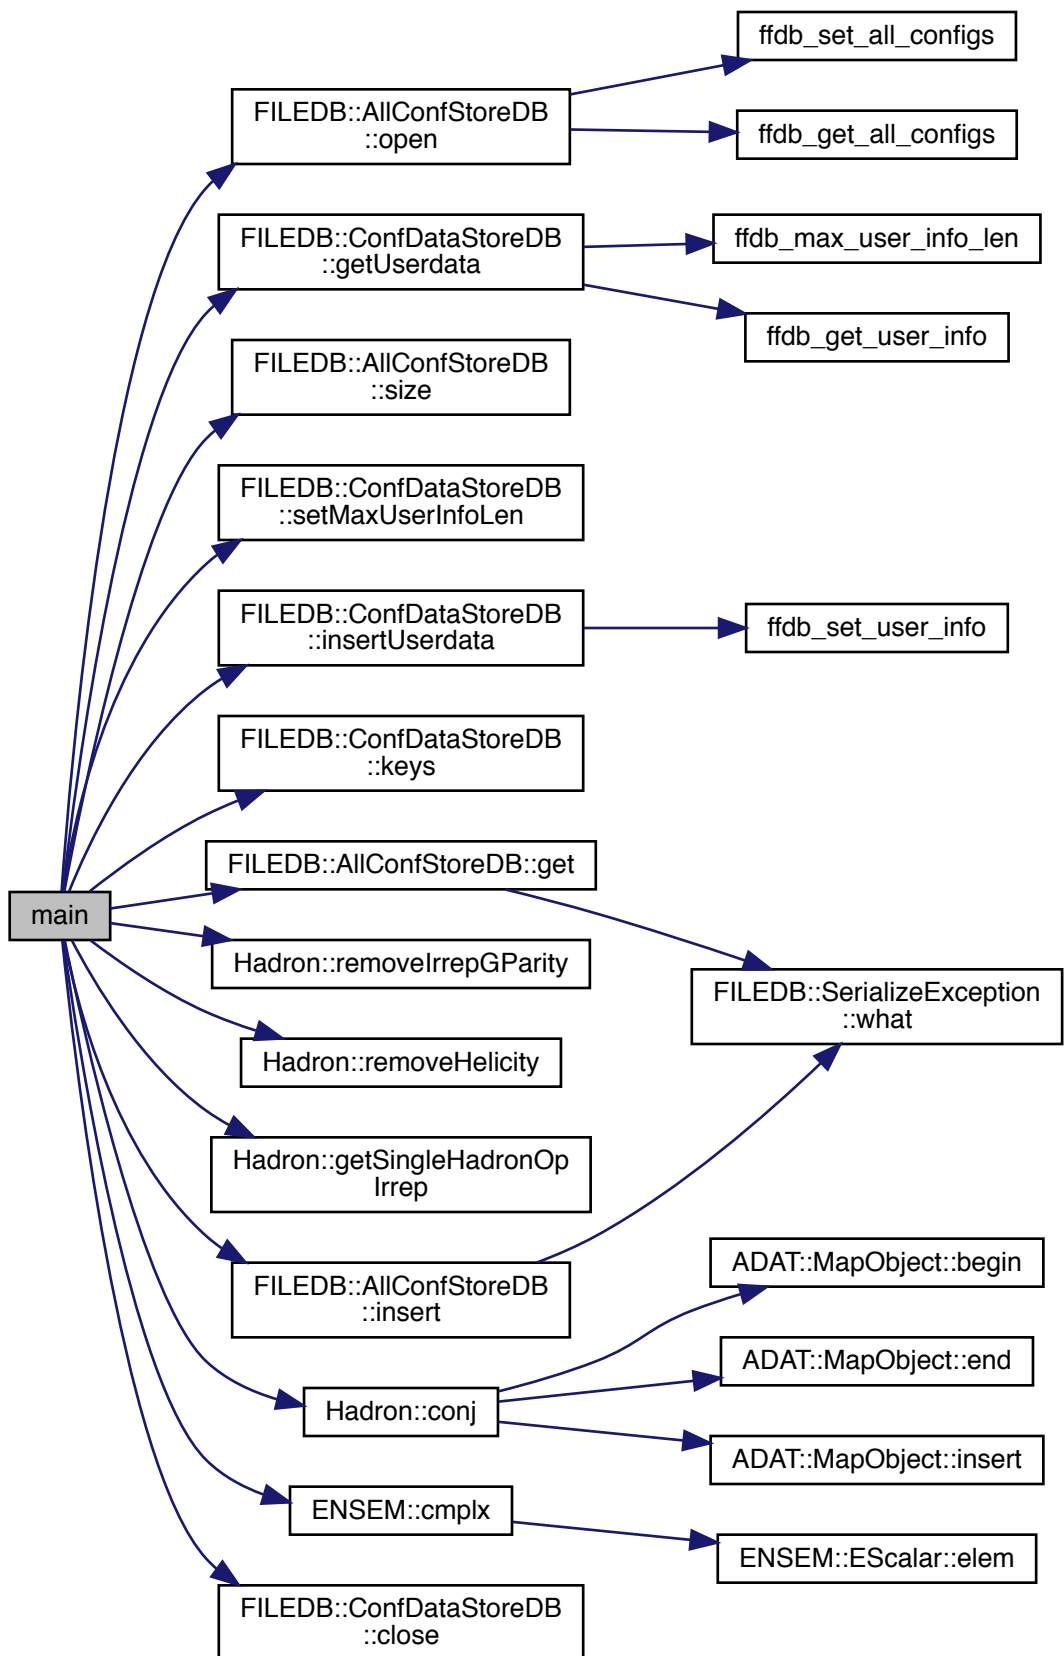 ffdb_set_all_configs
FILEDB::AllConfStoreDB
::open
ffdb_get_all_configs
FILEDB::ConfDataStoreDB
::getUserdata
ffdb_max_user_info_len
ffdb_get_user_info
FILEDB::AllConfStoreDB
::size
FILEDB::ConfDataStoreDB
::setMaxUserInfoLen
FILEDB::ConfDataStoreDB
::insertUserdata
ffdb_set_user_info
FILEDB::ConfDataStoreDB
::keys
FILEDB::AllConfStoreDB::get
main
Hadron::removeIrrepGParity
FILEDB::SerializeException
::what
Hadron::removeHelicity
Hadron::getSingleHadronOp
Irrep
FILEDB::AllConfStoreDB
::insert
ADAT::MapObject::begin
ADAT::MapObject::end
Hadron::conj
ADAT::MapObject::insert
ENSEM::cmplx
ENSEM::EScalar::elem
FILEDB::ConfDataStoreDB
::close